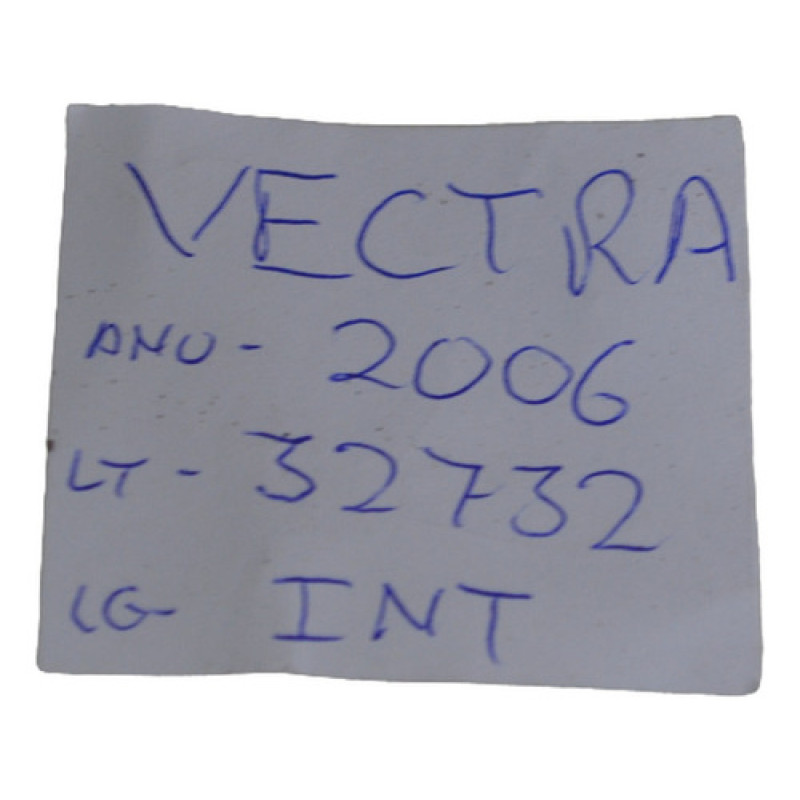 VECTRA
ANO - 2006
LT - 32732
LG- INT